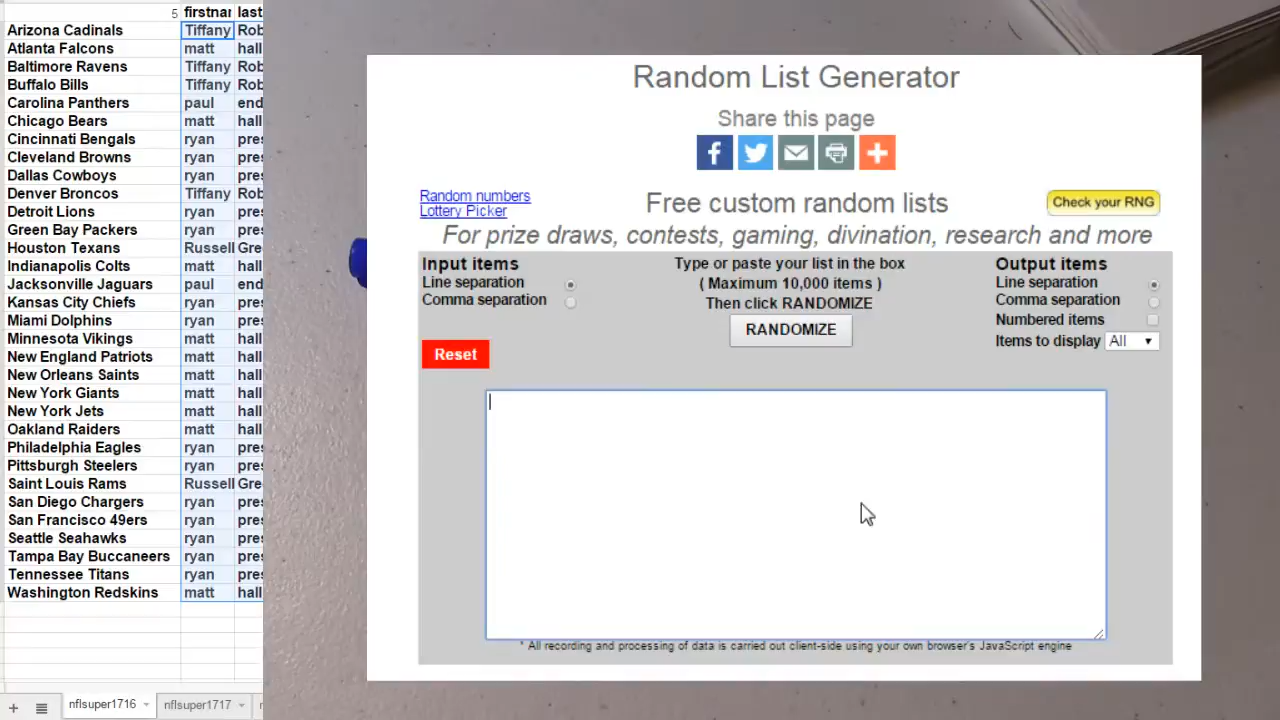 5 firstnar last
Arizona Cadinals Tiffany Rob
Atlanta Falcons matt hall
Baltimore Ravens Tiffany Rob
Buffalo Bills Tiffany Rob
Carolina Panthers paul end
Chicago Bears matt hall
Cincinnati Bengals ryan pres
Cleveland Browns ryan pres
Dallas Cowboys ryan pres
Denver Broncos Tiffany Rob
Detroit Lions ryan pres
Green Bay Packers ryan pres
Houston Texans Russell Gre
Indianapolis Colts matt hall
Jacksonville Jaguars paul end
Kansas City Chiefs ryan pres
Miami Dolphins ryan pres
Minnesota Vikings matt hall
New England Patriots matt hall
New Orleans Saints matt hall
New York Giants matt hall
New York Jets matt hall
Oakland Raiders matt hall
Philadelphia Eagles ryan pres
Pittsburgh Steelers ryan pres
Saint Louis Rams Russell Gre
San Diego Chargers ryan pres
San Francisco 49ers ryan pres
Seattle Seahawks ryan pres
Tampa Bay Buccaneers ryan pres
Tennessee Titans ryan pres
Washington Redskins matt hall
nflsuper1716 nflsuper1717
Random List Generator
Share this page
Random numbers
Lottery Picker
Free custom random lists
Check your RNG
For prize draws, contests, gaming, divination, research and more
Input items
Line separation
Comma separation
Reset
Type or paste your list in the box
( Maximum 10,000 items )
Then click RANDOMIZE
RANDOMIZE
Output items
Line separation
Comma separation
Numbered items
Items to display All
* All recording and processing of data is carried out client-side using your own browser's JavaScript engine